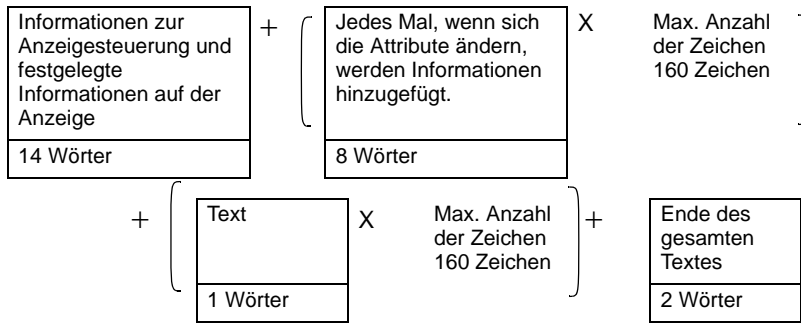 Informationen zur
Anzeigesteuerung und
festgelegte
Informationen auf der
Anzeige
14 Wörter
+
Jedes Mal, wenn sich
die Attribute ändern,
werden Informationen
hinzugefügt.
8 Wörter
X
Max. Anzahl
der Zeichen
160 Zeichen
+
Text
1 Wörter
X
Max. Anzahl
der Zeichen
160 Zeichen
+
Ende des
gesamten
Textes
2 Wörter